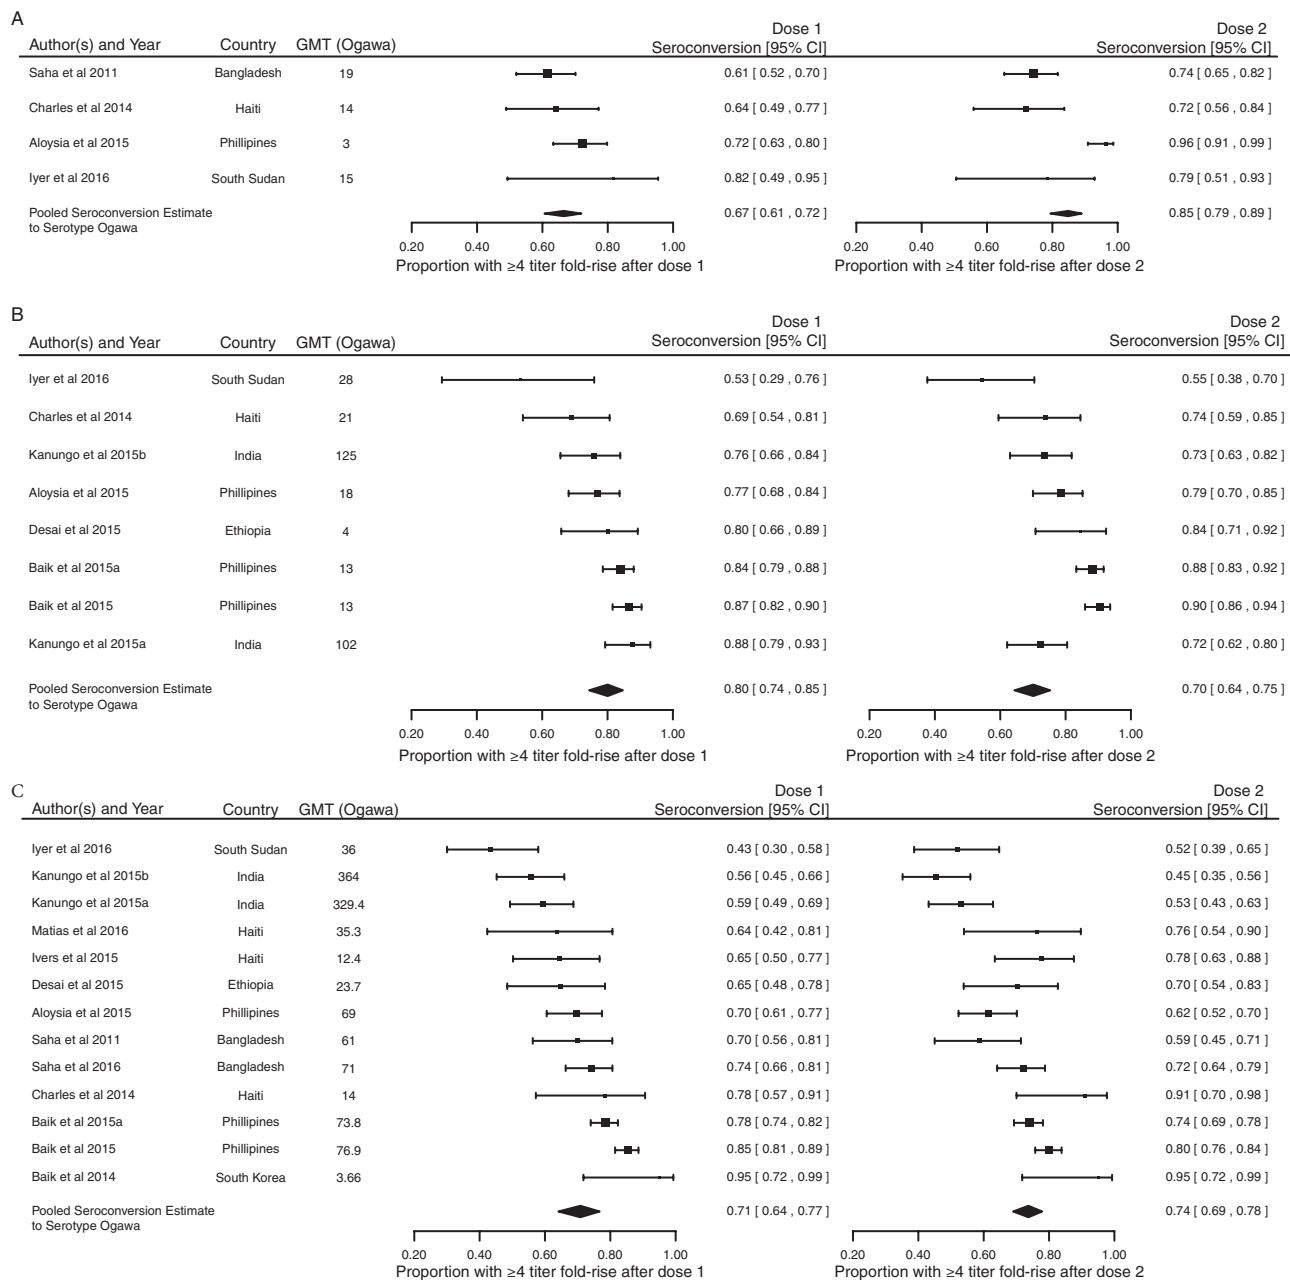 A
Dose 1 Dose 2
Author(s) and Year Country GMT (Ogawa) Seroconversion [95% CI] Seroconversion [95% CI]
Saha et al 2011 Bangladesh 19 0.61 [ 0.52 , 0.70 ] 0.74 [ 0.65 , 0.82 ]
Charles et al 2014 Haiti 14 0.64 [ 0.49 , 0.77 ] 0.72 [ 0.56 , 0.84 ]
Aloysia et al 2015 Phillipines 3 0.72 [ 0.63 , 0.80 ] 0.96 [ 0.91 , 0.99 ]
Iyer et al 2016 South Sudan 15 0.82 [ 0.49 , 0.95 ] 0.79 [ 0.51 , 0.93 ]
Pooled Seroconversion Estimate 0.67 [ 0.61 , 0.72 ] 0.85 [ 0.79 , 0.89 ]
to Serotype Ogawa
0.20 0.40 0.60 0.80 1.00 0.20 0.40 0.60 0.80 1.00
Proportion with ≥4 titer fold-rise after dose 1 Proportion with ≥4 titer fold-rise after dose 2
B
Dose 1 Dose 2
Author(s) and Year Country GMT (Ogawa) Seroconversion [95% CI] Seroconversion [95% CI]
Iyer et al 2016 South Sudan 28 0.53 [ 0.29 , 0.76 ] 0.55 [ 0.38 , 0.70 ]
Charles et al 2014 Haiti 21 0.69 [ 0.54 , 0.81 ] 0.74 [ 0.59 , 0.85 ]
Kanungo et al 2015b India 125 0.76 [ 0.66 , 0.84 ] 0.73 [ 0.63 , 0.82 ]
Aloysia et al 2015 Phillipines 18 0.77 [ 0.68 , 0.84 ] 0.79 [ 0.70 , 0.85 ]
Desai et al 2015 Ethiopia 4 0.80 [ 0.66 , 0.89 ] 0.84 [ 0.71 , 0.92 ]
Baik et al 2015a Phillipines 13 0.84 [ 0.79 , 0.88 ] 0.88 [ 0.83 , 0.92 ]
Baik et al 2015 Phillipines 13 0.87 [ 0.82 , 0.90 ] 0.90 [ 0.86 , 0.94 ]
Kanungo et al 2015a India 102 0.88 [ 0.79 , 0.93 ] 0.72 [ 0.62 , 0.80 ]
Pooled Seroconversion Estimate 0.80 [ 0.74 , 0.85 ] 0.70 [ 0.64 , 0.75 ]
to Serotype Ogawa
0.20 0.40 0.60 0.80 1.00 0.20 0.40 0.60 0.80 1.00
Proportion with ≥4 titer fold-rise after dose 1 Proportion with ≥4 titer fold-rise after dose 2
C
Dose 1 Dose 2
Author(s) and Year Country GMT (Ogawa) Seroconversion [95% CI] Seroconversion [95% CI]
Iyer et al 2016 South Sudan 36 0.43 [ 0.30 , 0.58 ] 0.52 [ 0.39 , 0.65 ]
Kanungo et al 2015b India 364 0.56 [ 0.45 , 0.66 ] 0.45 [ 0.35 , 0.56 ]
Kanungo et al 2015a India 329.4 0.59 [ 0.49 , 0.69 ] 0.53 [ 0.43 , 0.63 ]
Matias et al 2016 Haiti 35.3 0.64 [ 0.42 , 0.81 ] 0.76 [ 0.54 , 0.90 ]
Ivers et al 2015 Haiti 12.4 0.65 [ 0.50 , 0.77 ] 0.78 [ 0.63 , 0.88 ]
Desai et al 2015 Ethiopia 23.7 0.65 [ 0.48 , 0.78 ] 0.70 [ 0.54 , 0.83 ]
Aloysia et al 2015 Phillipines 69 0.70 [ 0.61 , 0.77 ] 0.62 [ 0.52 , 0.70 ]
Saha et al 2011 Bangladesh 61 0.70 [ 0.56 , 0.81 ] 0.59 [ 0.45 , 0.71 ]
Saha et al 2016 Bangladesh 71 0.74 [ 0.66 , 0.81 ] 0.72 [ 0.64 , 0.79 ]
Charles et al 2014 Haiti 14 0.78 [ 0.57 , 0.91 ] 0.91 [ 0.70 , 0.98 ]
Baik et al 2015a Phillipines 73.8 0.78 [ 0.74 , 0.82 ] 0.74 [ 0.69 , 0.78 ]
Baik et al 2015 Phillipines 76.9 0.85 [ 0.81 , 0.89 ] 0.80 [ 0.76 , 0.84 ]
Baik et al 2014 South Korea 3.66 0.95 [ 0.72 , 0.99 ] 0.95 [ 0.72 , 0.99 ]
Pooled Seroconversion Estimate 0.71 [ 0.64 , 0.77 ] 0.74 [ 0.69 , 0.78 ]
to Serotype Ogawa
0.20 0.40 0.60 0.80 1.00 0.20 0.40 0.60 0.80 1.00
Proportion with ≥4 titer fold-rise after dose 1 Proportion with ≥4 titer fold-rise after dose 2